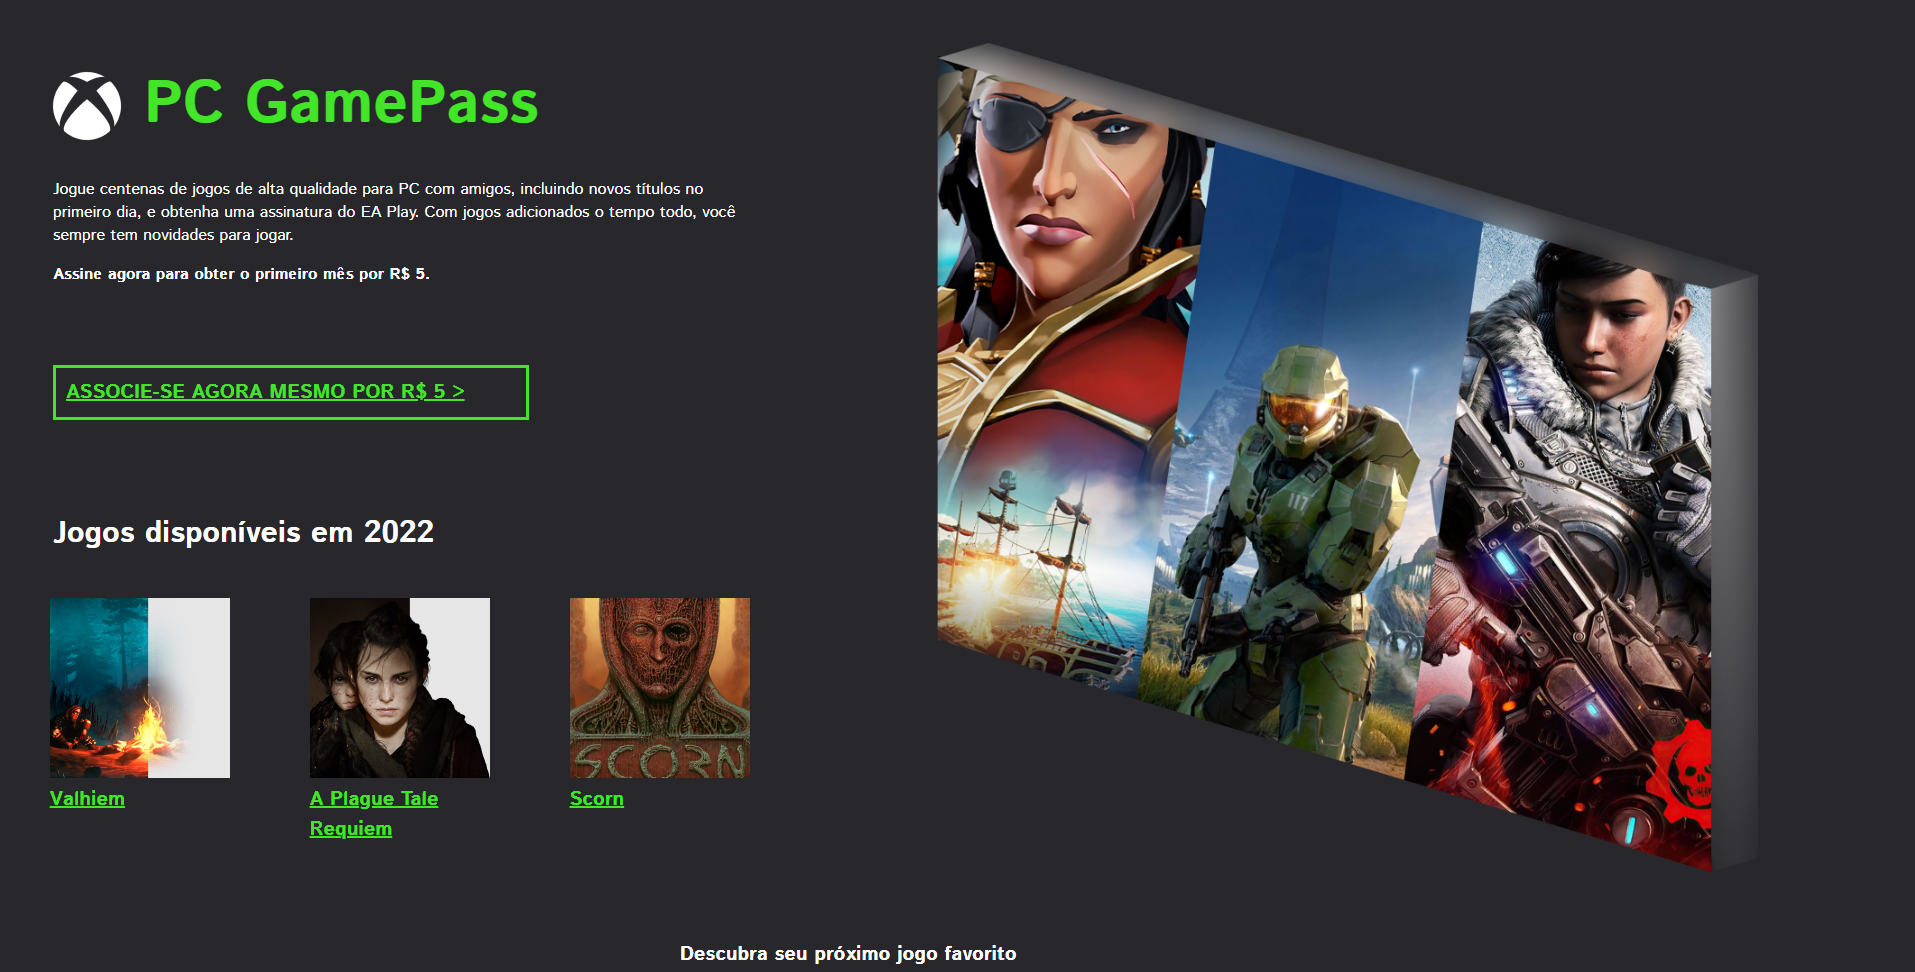 PC GamePass
Jogue centenas de jogos de alta qualidade para PC com amigos, incluindo novos títulos no
primeiro dia, e obtenha uma assinatura do EA Play. Com jogos adicionados o tempo todo, você
sempre tem novidades para jogar.
Assine agora para obter o primeiro mês por R$ 5.
ASSOCIE-SE AGORA MESMO POR R$ 5 >
Jogos disponíveis em 2022
SCORN
Valhiem
A Plague Tale
Requiem
Scorn
117
Descubra seu próximo jogo favorito